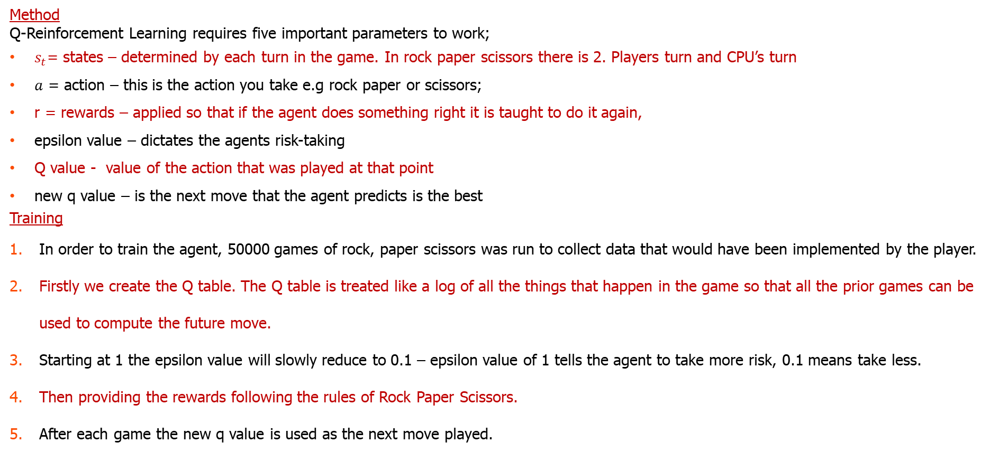 Method
Q-Reinforcement Learning requires five important parameters to work;
• sₜ= states – determined by each turn in the game. In rock paper scissors there is 2. Players turn and CPU’s turn
• a = action – this is the action you take e.g rock paper or scissors;
• r = rewards – applied so that if the agent does something right it is taught to do it again,
• epsilon value – dictates the agents risk-taking
• Q value - value of the action that was played at that point
• new q value – is the next move that the agent predicts is the best
Training
1. In order to train the agent, 50000 games of rock, paper scissors was run to collect data that would have been implemented by the player.
2. Firstly we create the Q table. The Q table is treated like a log of all the things that happen in the game so that all the prior games can be
used to compute the future move.
3. Starting at 1 the epsilon value will slowly reduce to 0.1 – epsilon value of 1 tells the agent to take more risk, 0.1 means take less.
4. Then providing the rewards following the rules of Rock Paper Scissors.
5. After each game the new q value is used as the next move played.